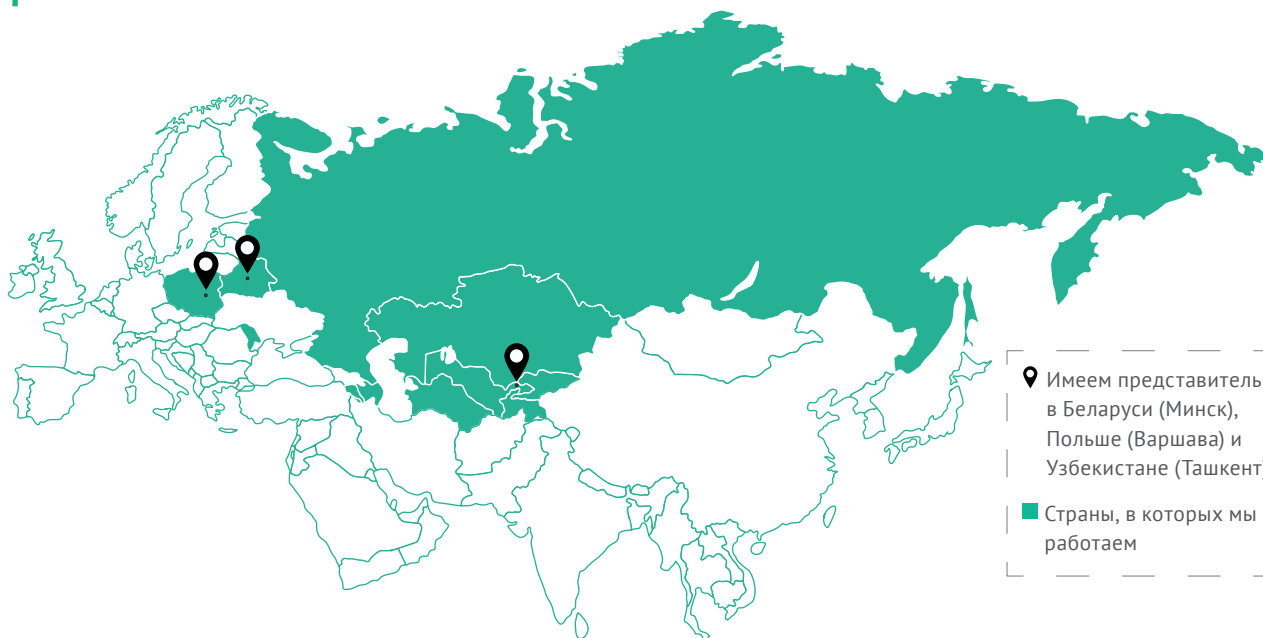 Имеем представитель
в Беларуси (Минск),
Польше (Варшава) и
Узбекистане (Ташкент)
Страны, в которых мы
работаем